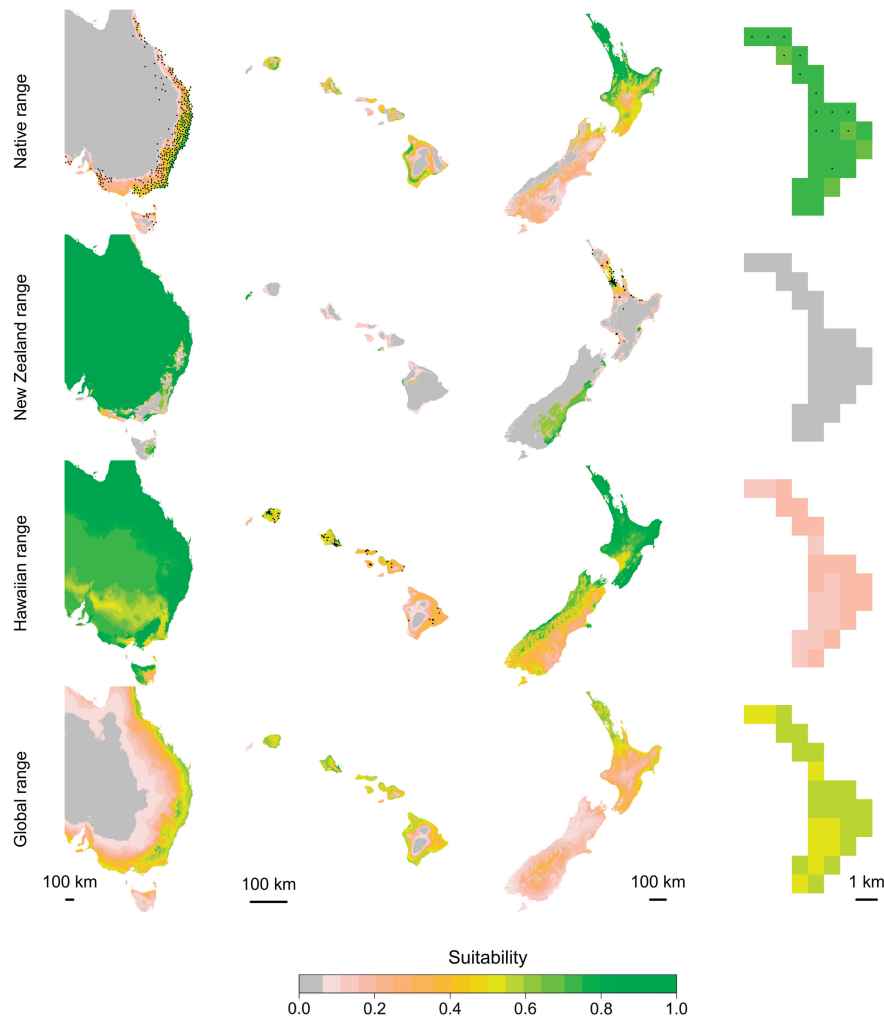 Native range
New Zealand range
Hawaiian range
Global range
100 km
100 km
100 km
1 km
Suitability
0.0 0.2 0.4 0.6 0.8 1.0